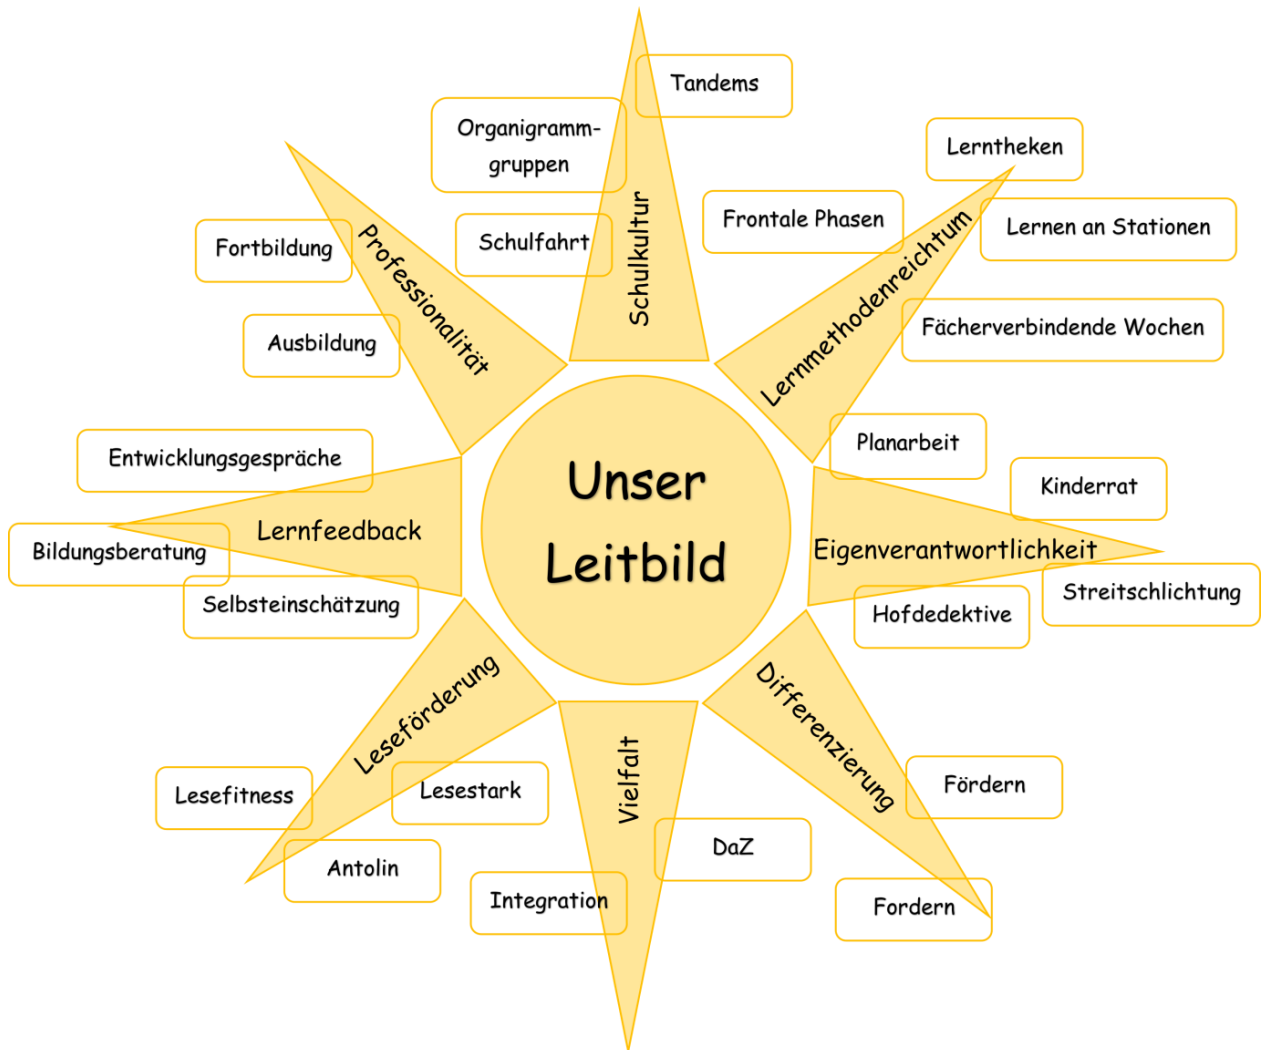 Unser
Leitbild
Schulkultur
Tandems
Organigramm-
gruppen
Schulfahrt
Lernmethodenreichtum
Lerntheken
Frontale Phasen
Lernen an Stationen
Fächerverbindende Wochen
Planarbeit
Eigenverantwortlichkeit
Kinderrat
Streitschlichtung
Hofdedektive
Differenzierung
Fördern
Fordern
Vielfalt
DaZ
Integration
Leseförderung
Lesefitness
Lesestark
Antolin
Lernfeedback
Entwicklungsgespräche
Bildungsberatung
Selbsteinschätzung
Professionalität
Fortbildung
Ausbildung